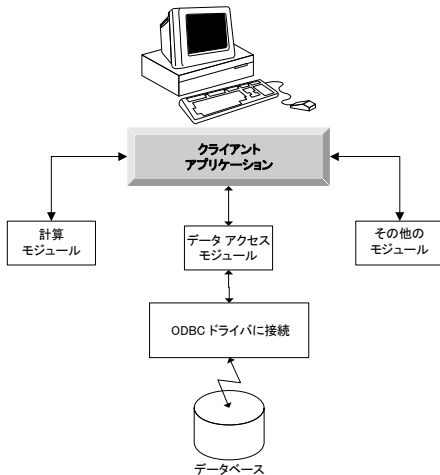 クライアント
アプリケーション
計算
モジュール
データ アクセス
モジュール
その他の
モジュール
ODBC ドライバに接続
データベース